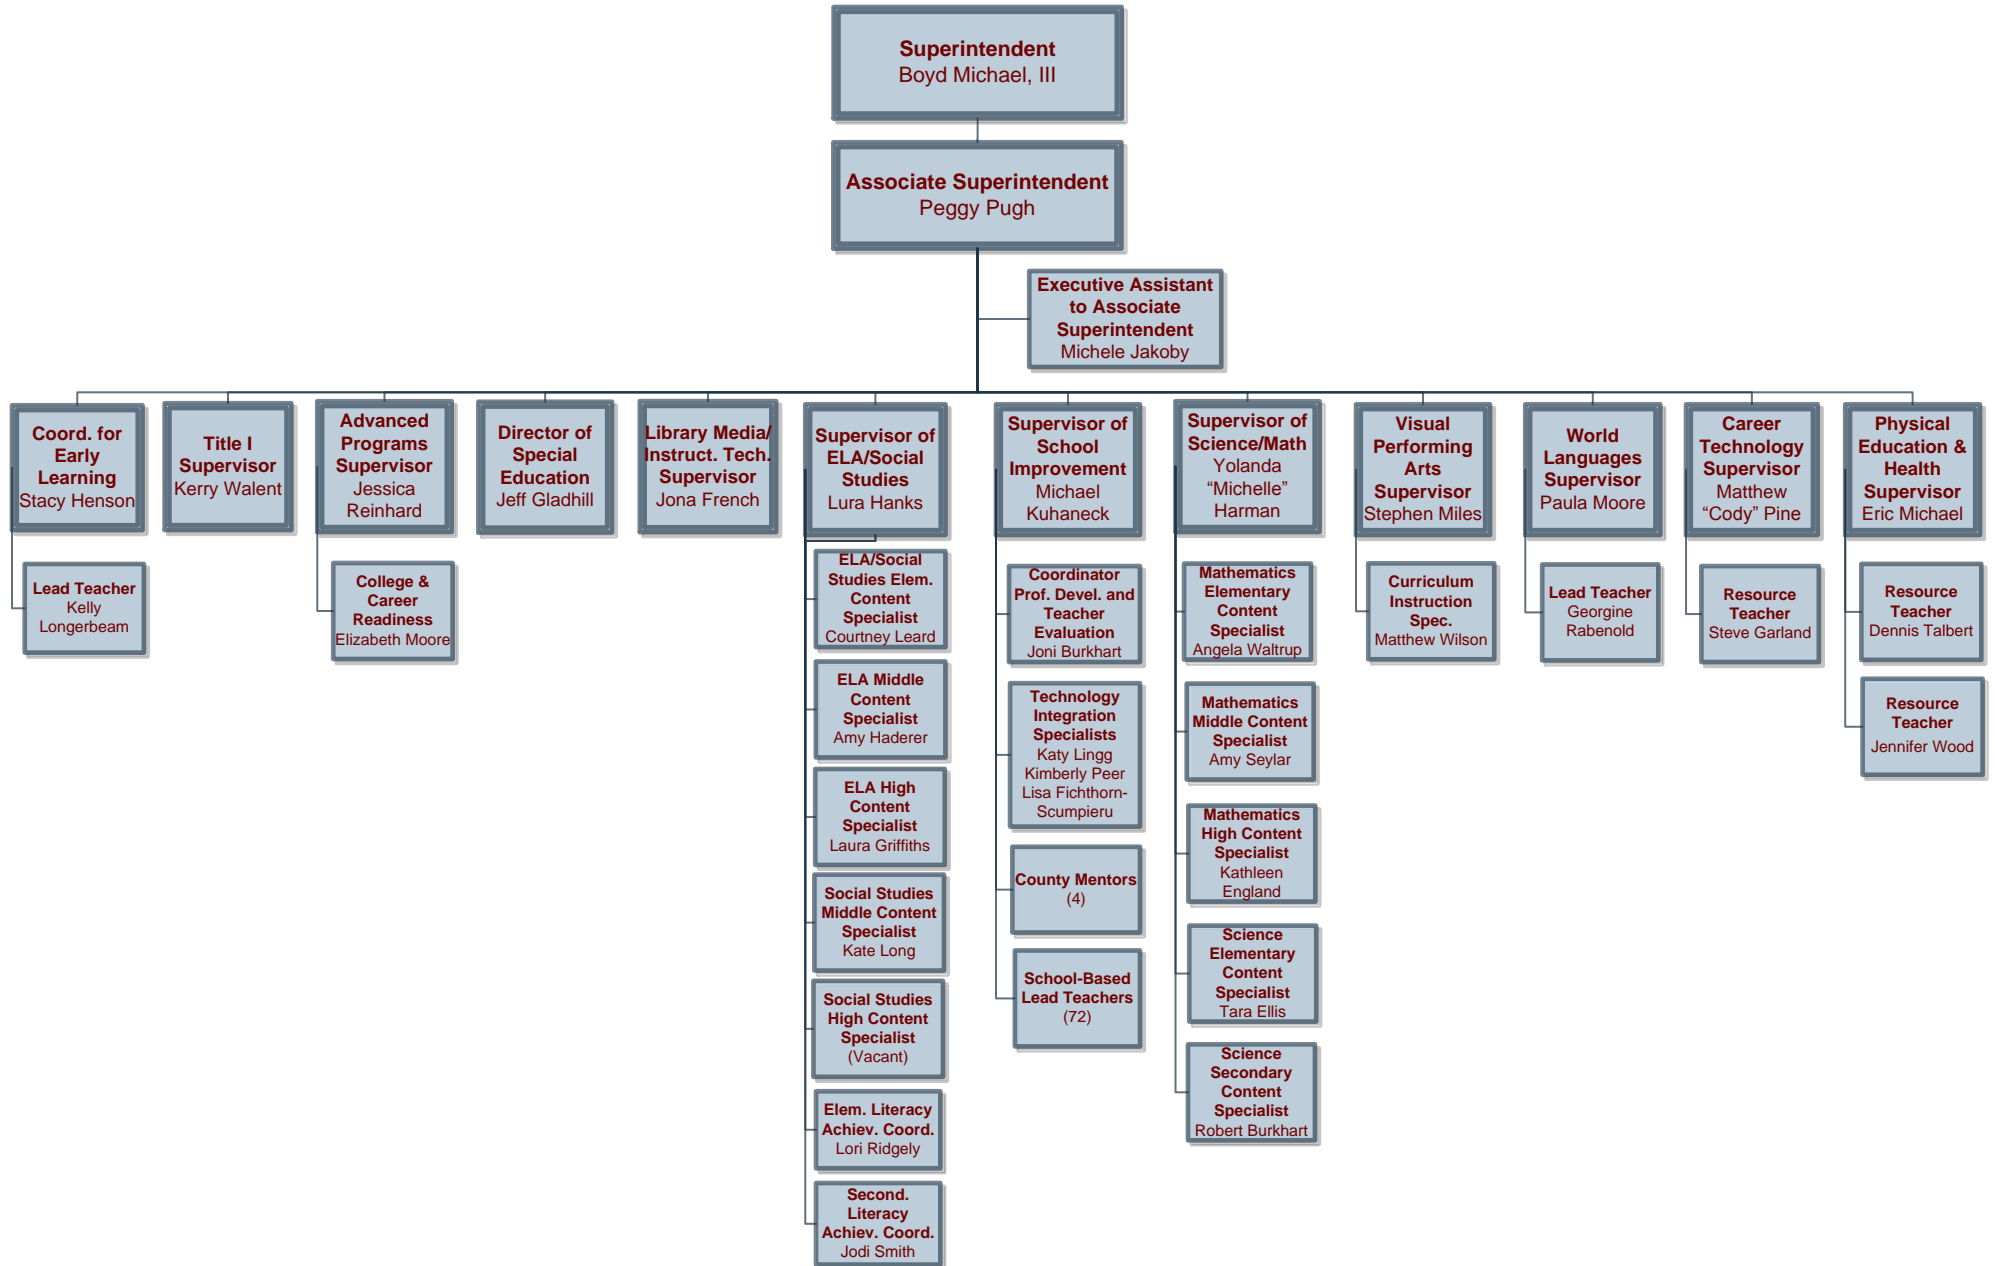 Superintendent
Boyd Michael, III
Associate Superintendent
Peggy Pugh
Executive Assistant
to Associate
Superintendent
Michele Jakoby
Coord. for
Early
Learning
Stacy Henson
Title I
Supervisor
Kerry Walent
Advanced
Programs
Supervisor
Jessica
Reinhard
Director of
Special
Education
Jeff Gladhill
Library Media/
Instruct. Tech.
Supervisor
Jona French
Supervisor of
ELA/Social
Studies
Lura Hanks
Supervisor of
School
Improvement
Michael
Kuhaneck
Supervisor of
Science/Math
Yolanda
“Michelle”
Harman
Visual
Performing
Arts
Supervisor
Stephen Miles
World
Languages
Supervisor
Paula Moore
Career
Technology
Supervisor
Matthew
“Cody” Pine
Physical
Education &
Health
Supervisor
Eric Michael
Lead Teacher
Kelly
Longerbeam
College &
Career
Readiness
Elizabeth Moore
ELA/Social
Studies Elem.
Content
Specialist
Courtney Leard
ELA Middle
Content
Specialist
Amy Haderer
ELA High
Content
Specialist
Laura Griffiths
Social Studies
Middle Content
Specialist
Kate Long
Social Studies
High Content
Specialist
(Vacant)
Elem. Literacy
Achiev. Coord.
Lori Ridgely
Second.
Literacy
Achiev. Coord.
Jodi Smith
Coordinator
Prof. Devel. and
Teacher
Evaluation
Joni Burkhart
Technology
Integration
Specialists
Katy Lingg
Kimberly Peer
Lisa Fichthorn-
Scumpieru
County Mentors
(4)
School-Based
Lead Teachers
(72)
Mathematics
Elementary
Content
Specialist
Angela Waltrup
Mathematics
Middle Content
Specialist
Amy Seylar
Mathematics
High Content
Specialist
Kathleen
England
Science
Elementary
Content
Specialist
Tara Ellis
Science
Secondary
Content
Specialist
Robert Burkhart
Curriculum
Instruction
Spec.
Matthew Wilson
Lead Teacher
Georgine
Rabenold
Resource
Teacher
Steve Garland
Resource
Teacher
Dennis Talbert
Resource
Teacher
Jennifer Wood